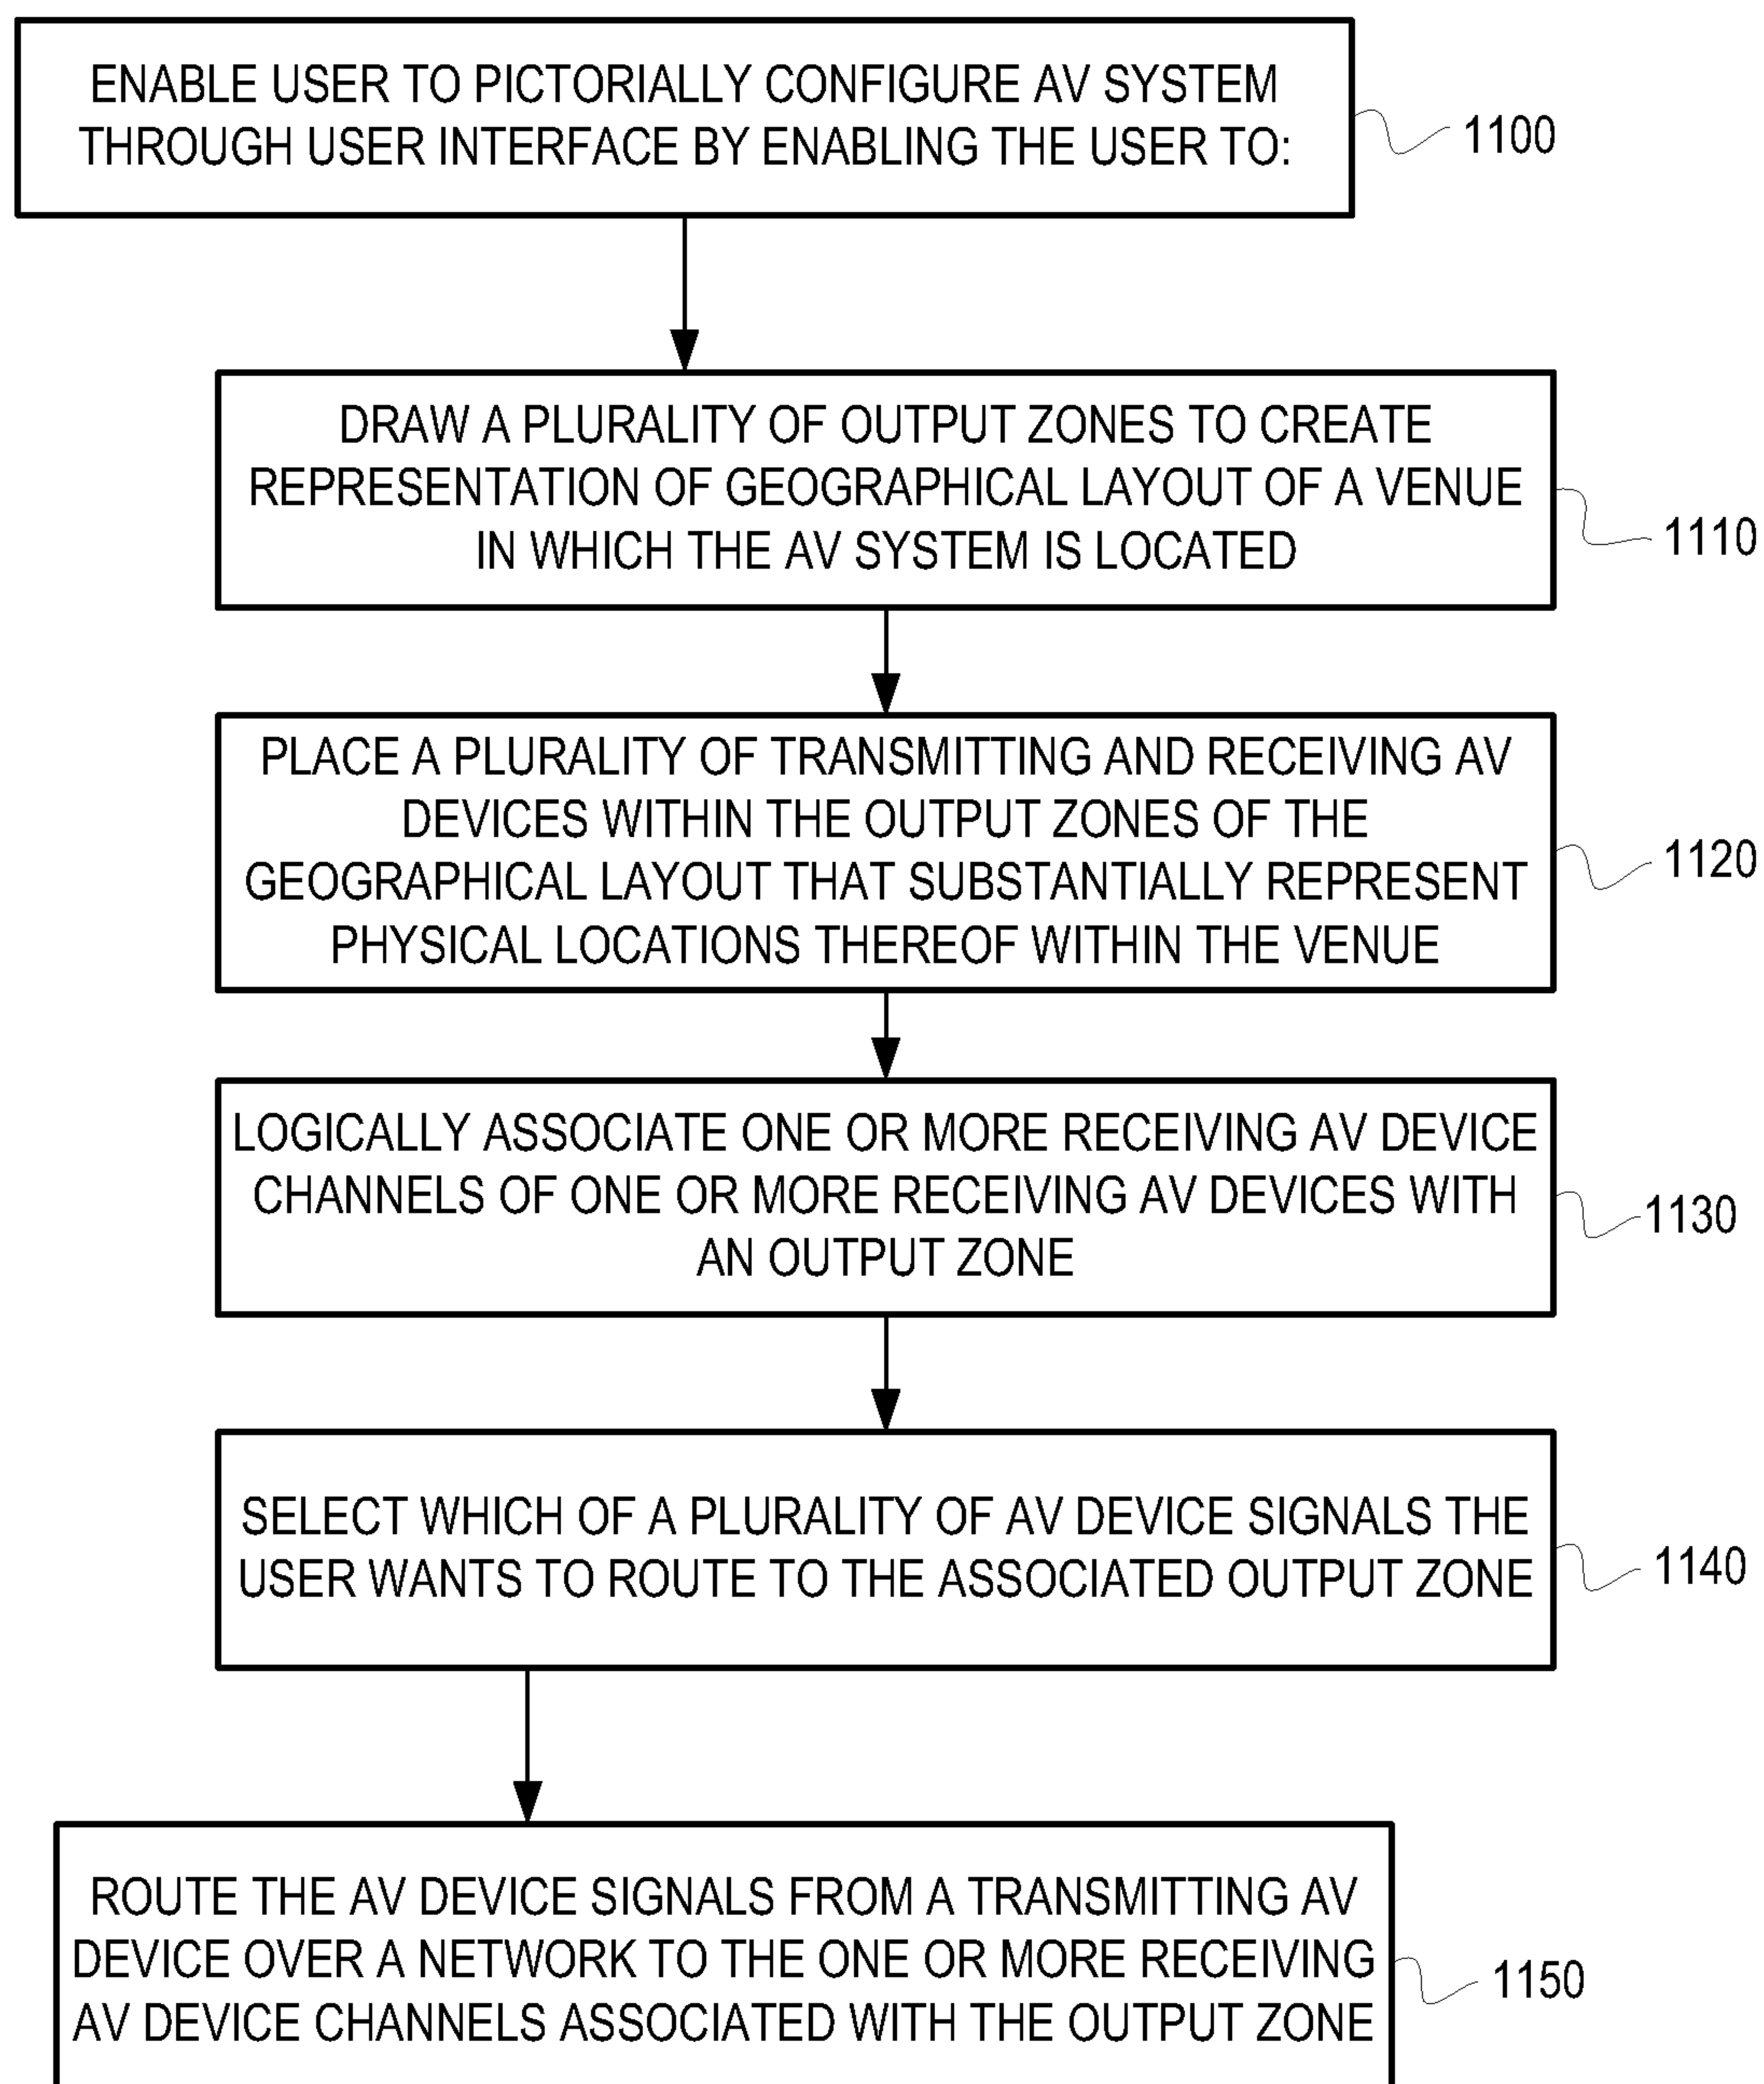 ENABLE USER TO PICTORIALLY CONFIGURE AV SYSTEM
THROUGH USER INTERFACE BY ENABLING THE USER TO:
1100
DRAW A PLURALITY OF OUTPUT ZONES TO CREATE
REPRESENTATION OF GEOGRAPHICAL LAYOUT OF A VENUE
IN WHICH THE AV SYSTEM IS LOCATED
1110
PLACE A PLURALITY OF TRANSMITTING AND RECEIVING AV
DEVICES WITHIN THE OUTPUT ZONES OF THE
GEOGRAPHICAL LAYOUT THAT SUBSTANTIALLY REPRESENT
PHYSICAL LOCATIONS THEREOF WITHIN THE VENUE
1120
LOGICALLY ASSOCIATE ONE OR MORE RECEIVING AV DEVICE
CHANNELS OF ONE OR MORE RECEIVING AV DEVICES WITH
AN OUTPUT ZONE
1130
SELECT WHICH OF A PLURALITY OF AV DEVICE SIGNALS THE
USER WANTS TO ROUTE TO THE ASSOCIATED OUTPUT ZONE
1140
ROUTE THE AV DEVICE SIGNALS FROM A TRANSMITTING AV
DEVICE OVER A NETWORK TO THE ONE OR MORE RECEIVING
AV DEVICE CHANNELS ASSOCIATED WITH THE OUTPUT ZONE
1150